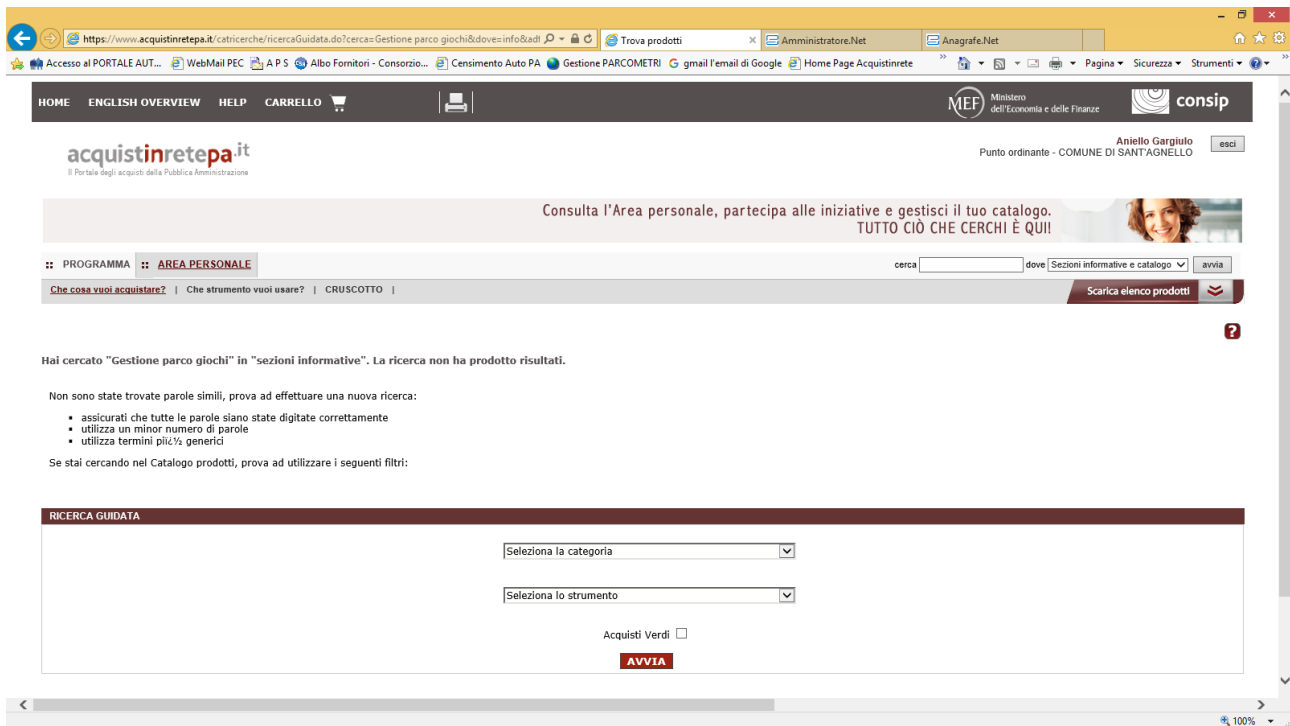 https://www.acquistinretepa.it/catricerche/ricercaGuidata.do?cerca=Gestione parco giochi&dove=info&adl
Trova prodotti
Amministratore.Net
Anagrafe.Net
Accesso al PORTALE AUT... WebMail PEC A P S Albo Fornitori - Consorzio... Censimento Auto PA Gestione PARCOMETRI gmail l'email di Google Home Page Acquistinrete
Pagina Sicurezza Strumenti
HOME ENGLISH OVERVIEW HELP CARRELLO
MEF Ministero
dell'Economia e delle Finanze
consip
acquistinretepa.it
Il Portale degli acquisti della Pubblica Amministrazione
Aniello Gargiulo
Punto ordinante - COMUNE DI SANT'AGNELLO
esci
Consulta l'Area personale, partecipa alle iniziative e gestisci il tuo catalogo.
TUTTO CIÒ CHE CERCHI È QUI!
:: PROGRAMMA :: AREA PERSONALE
cerca dove Sezioni informative e catalogo avvia
Che cosa vuoi acquistare? | Che strumento vuoi usare? | CRUSCOTTO |
Scarica elenco prodotti
?
Hai cercato "Gestione parco giochi" in "sezioni informative". La ricerca non ha prodotto risultati.
Non sono state trovate parole simili, prova ad effettuare una nuova ricerca:
▪ assicurati che tutte le parole siano state digitate correttamente
▪ utilizza un minor numero di parole
▪ utilizza termini piï¿½ generici
Se stai cercando nel Catalogo prodotti, prova ad utilizzare i seguenti filtri:
RICERCA GUIDATA
Seleziona la categoria
Seleziona lo strumento
Acquisti Verdi
AVVIA
100%